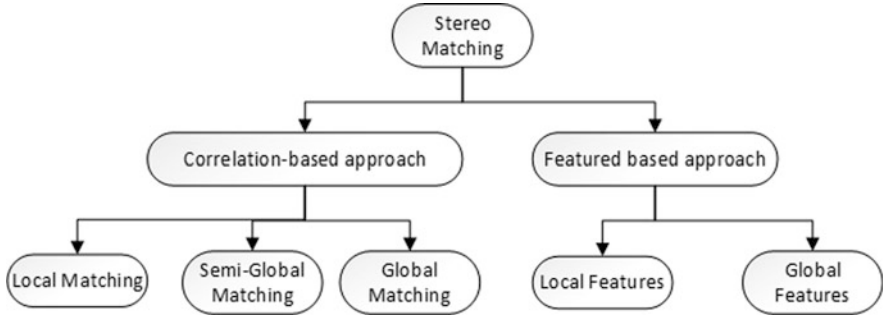 Stereo
Matching
Correlation-based approach
Featured based approach
Local Matching
Semi-Global
Matching
Global
Matching
Local Features
Global
Features